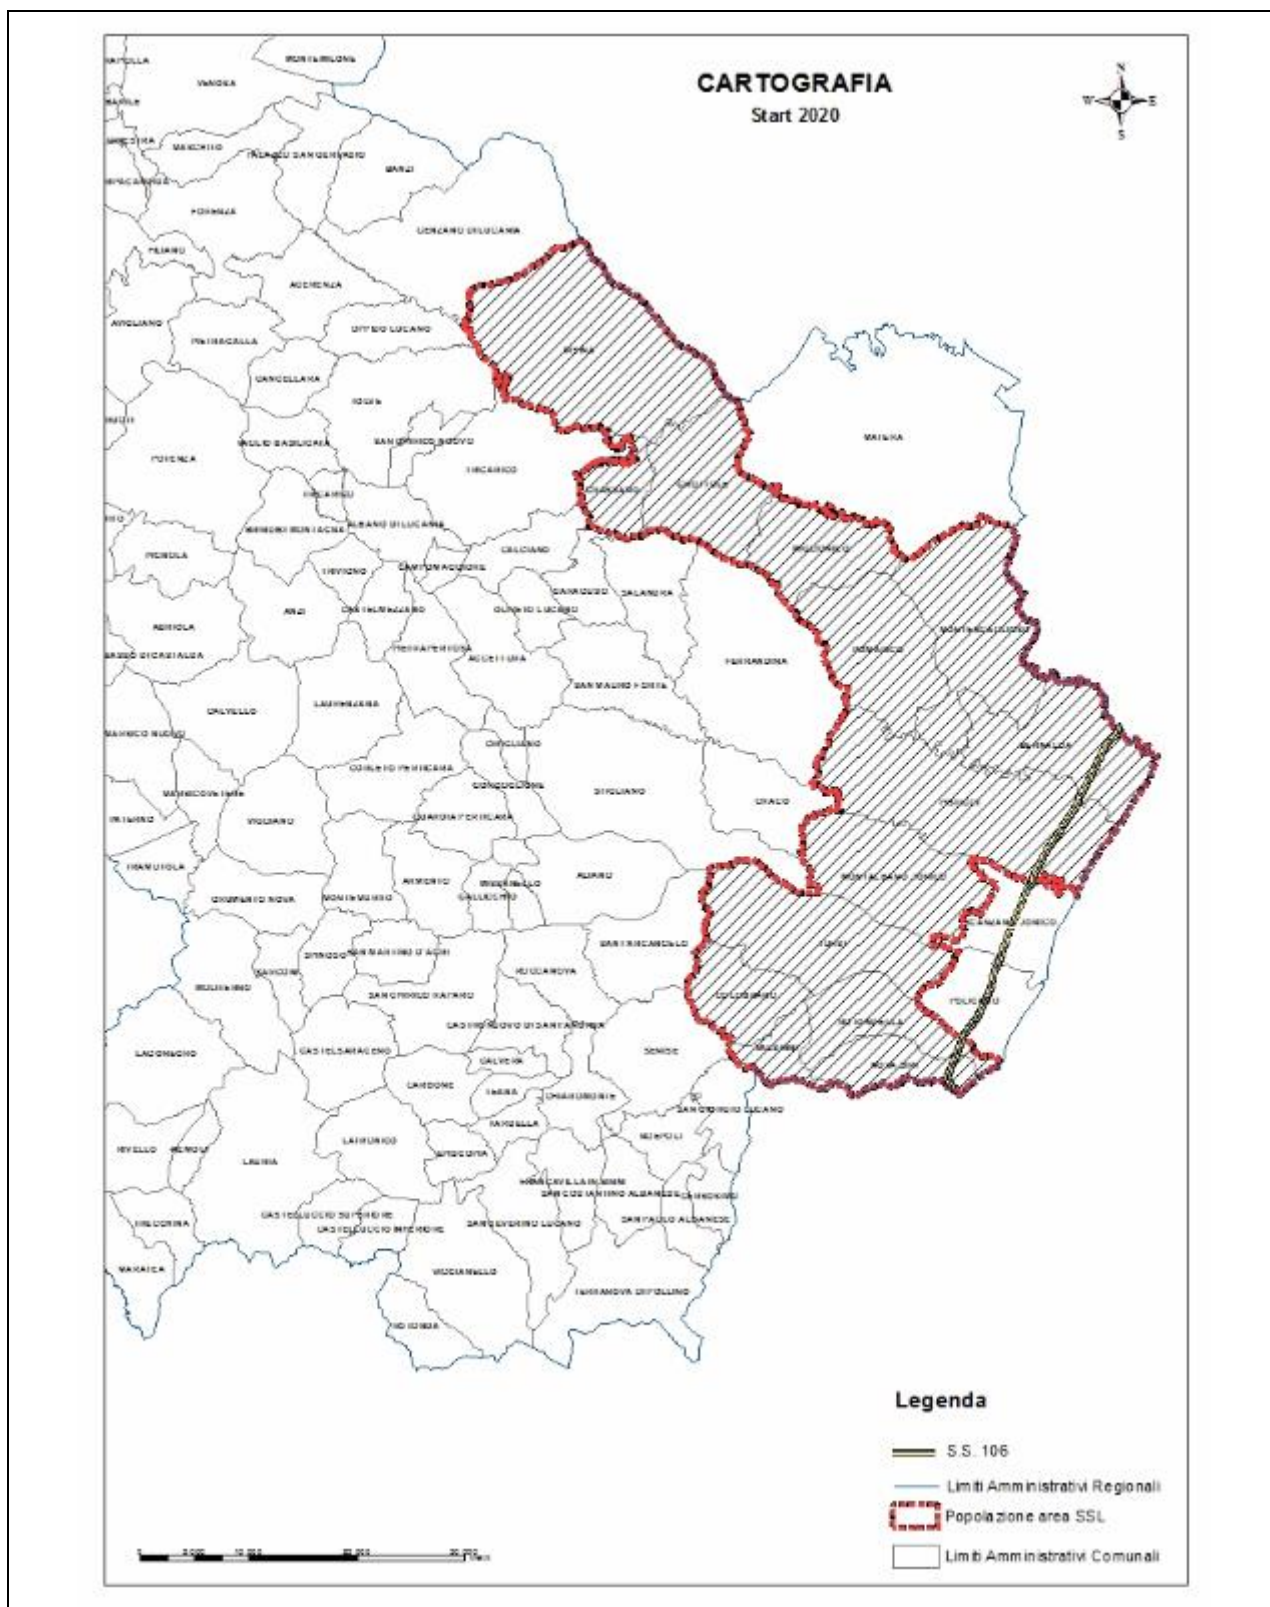 CARTOGRAFIA
Start 2020
N
W E
S
MONTEMILONE
VENOSA
MASCHITO
PALAZZO SAN GERVASIO
BANZI
FORENZA
GENZANO DI LUCANIA
FILIANO
ACERENZA
AVIGLIANO
PIETRAGALLA
OPPIDO LUCANO
IRSINA
CANCELLARA
TOLVE
MATERA
VAGLIO BASILICATA
SAN CHIRICO NUOVO
POTENZA
TRICARICO
GRASSANO
GROTTOLE
BRINDISI MONTAGNA
ALBANO DI LUCANIA
MIGLIONICO
PIGNOLA
TRIVIGNO
CAMPOMAGGIORE
CALCIANO
ANZI
CASTELMEZZANO
OLIVETO LUCANO
GARAGUSO
SALANDRA
ABRIOLA
MONTESCAGLIOSO
PIETRAPERTOSA
ACCETTURA
POMARICO
FERRANDINA
SAN MAURO FORTE
CALVELLO
LAURENZANA
CIRIGLIANO
BERNALDA
CORLETO PERTICARA
GORGOGLIONE
STIGLIANO
CRACO
PISTICCI
MARSICOVETERE
VIGGIANO
GUARDIA PERTICARA
PATERNO
TRAMUTOLA
ARMENTO
MISSANELLO
ALIANO
MONTALBANO JONICO
GRUMENTO NOVA
MONTEMURRO
GALLICCHIO
SCANZANO JONICO
SANT'ARCANGELO
TURSI
SPINOSO
SAN MARTINO D'AGRI
SARCONI
ROCCANOVA
MOLITERNO
SAN CHIRICO RAPARO
COLOBRARO
POLICORO
CASTRONUOVO DI SANT'ANDREA
ROTONDELLA
LAGONEGRO
CASTELSARACENO
CALVERA
SENISE
VALSINNI
NOVA SIRI
CARBONE
TEANA
CHIAROMONTE
SAN GIORGIO LUCANO
FARDELLA
NOEPOLI
RIVELLO
NEMOLI
LAURIA
LATRONICO
EPISCOPIA
FRANCAVILLA IN SINNI
SAN COSTANTINO ALBANESE
CERSOSIMO
TRECCHINA
CASTELLUCCIO SUPERIORE
CASTELLUCCIO INFERIORE
SAN SEVERINO LUCANO
SAN PAOLO ALBANESE
MARATEA
VIGGIANELLO
TERRANOVA DI POLLINO
ROTONDA
Legenda
S.S. 106
Limiti Amministrativi Regionali
Popolazione area SSL
Limiti Amministrativi Comunali